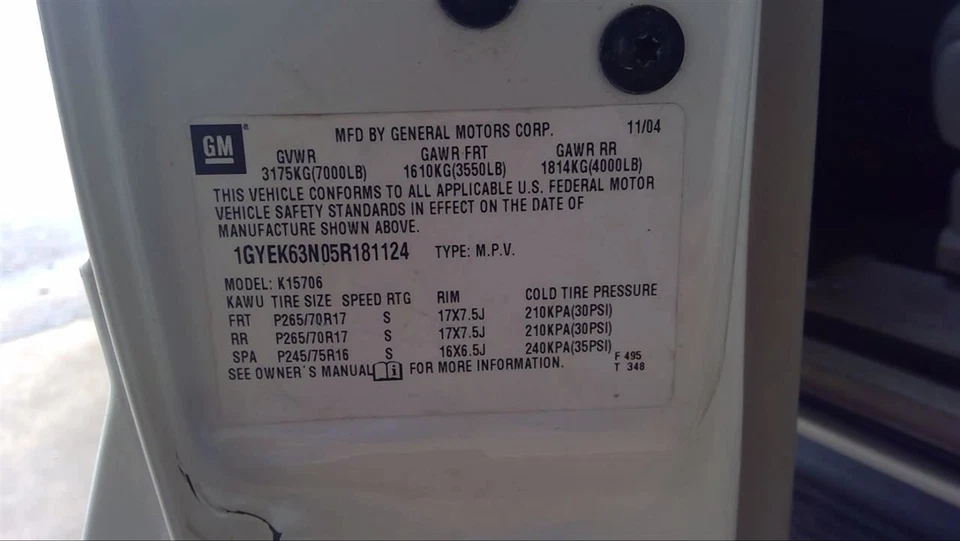 GM
MFD BY GENERAL MOTORS CORP. 11/04
GVWR GAWR FRT GAWR RR
3175KG(7000LB) 1610KG(3550LB) 1814KG(4000LB)
THIS VEHICLE CONFORMS TO ALL APPLICABLE U.S. FEDERAL MOTOR
VEHICLE SAFETY STANDARDS IN EFFECT ON THE DATE OF
MANUFACTURE SHOWN ABOVE.
1GYEK63N05R181124 TYPE: M.P.V.
MODEL: K15706
KAWU TIRE SIZE SPEED RTG RIM COLD TIRE PRESSURE
FRT P265/70R17 S 17X7.5J 210KPA(30PSI)
RR P265/70R17 S 17X7.5J 210KPA(30PSI)
SPA P245/75R16 S 16X6.5J 240KPA(35PSI)
SEE OWNER'S MANUAL i FOR MORE INFORMATION.
F 495
T 348